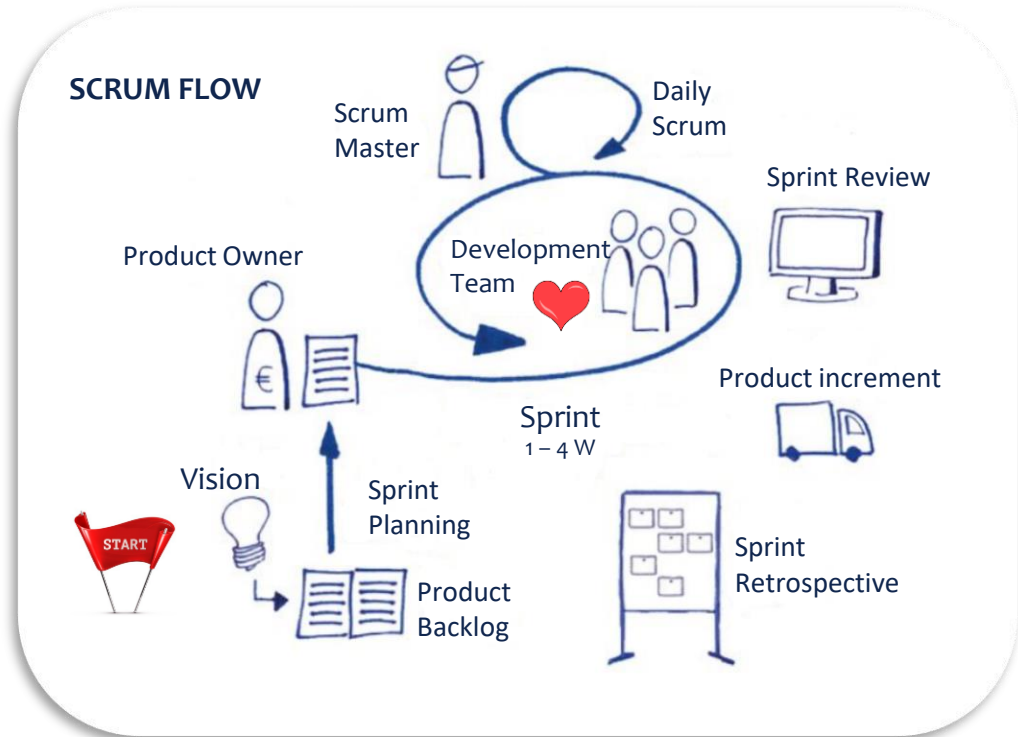 SCRUM FLOW
Scrum
Master
Daily
Scrum
Sprint Review
Product Owner
Development
Team
€
Product increment
Sprint
1 – 4 W
Vision
Sprint
Planning
START
Product
Backlog
Sprint
Retrospective